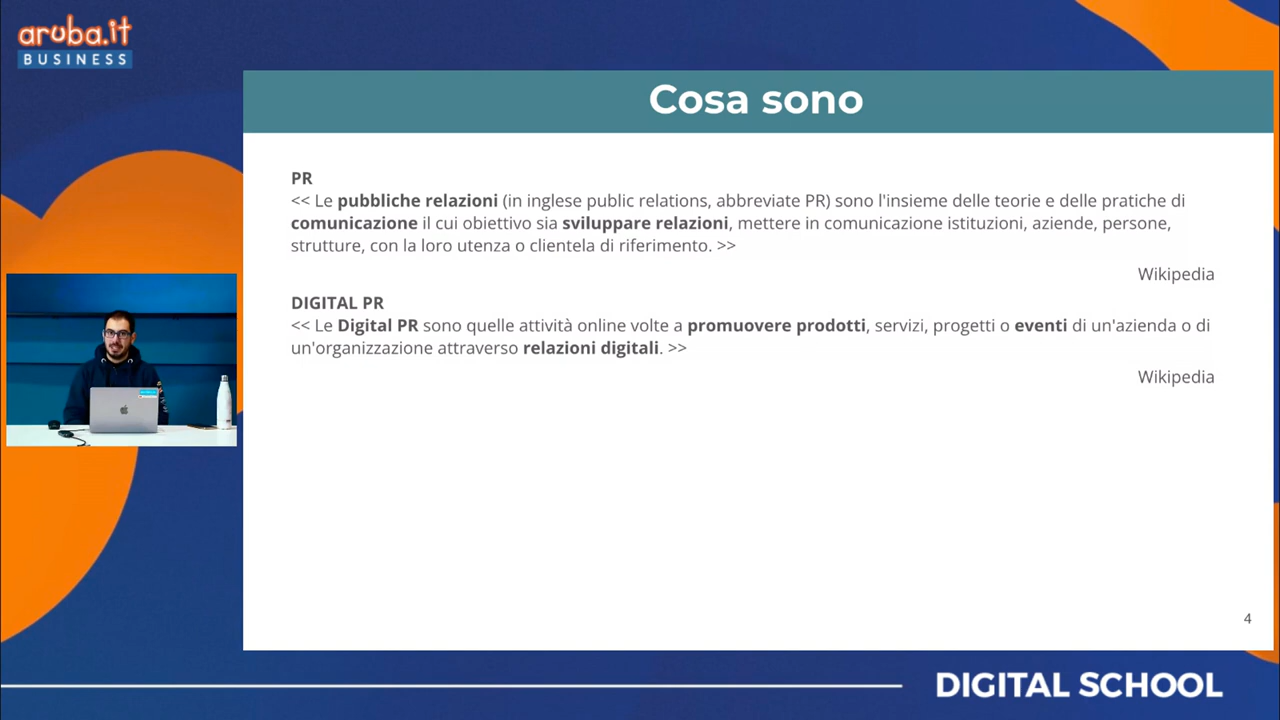 aruba.it
BUSINESS
Cosa sono
PR
<< Le pubbliche relazioni (in inglese public relations, abbreviate PR) sono l'insieme delle teorie e delle pratiche di
comunicazione il cui obiettivo sia sviluppare relazioni, mettere in comunicazione istituzioni, aziende, persone,
strutture, con la loro utenza o clientela di riferimento. >>
Wikipedia
DIGITAL PR
<< Le Digital PR sono quelle attività online volte a promuovere prodotti, servizi, progetti o eventi di un'azienda o di
un'organizzazione attraverso relazioni digitali. >>
Wikipedia
4
DIGITAL SCHOOL